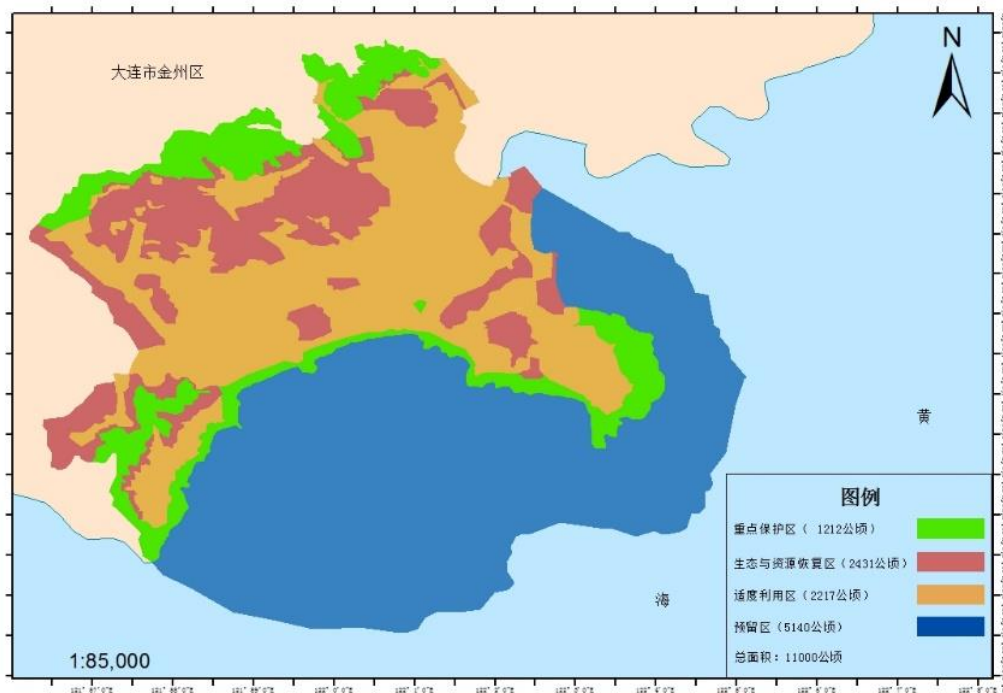 大连市金州区
N
黄
海
图例
重点保护区（ 1212公顷）
生态与资源恢复区（2431公顷）
适度利用区（2217公顷）
预留区（5140公顷）
总面积：11000公顷
1:85,000